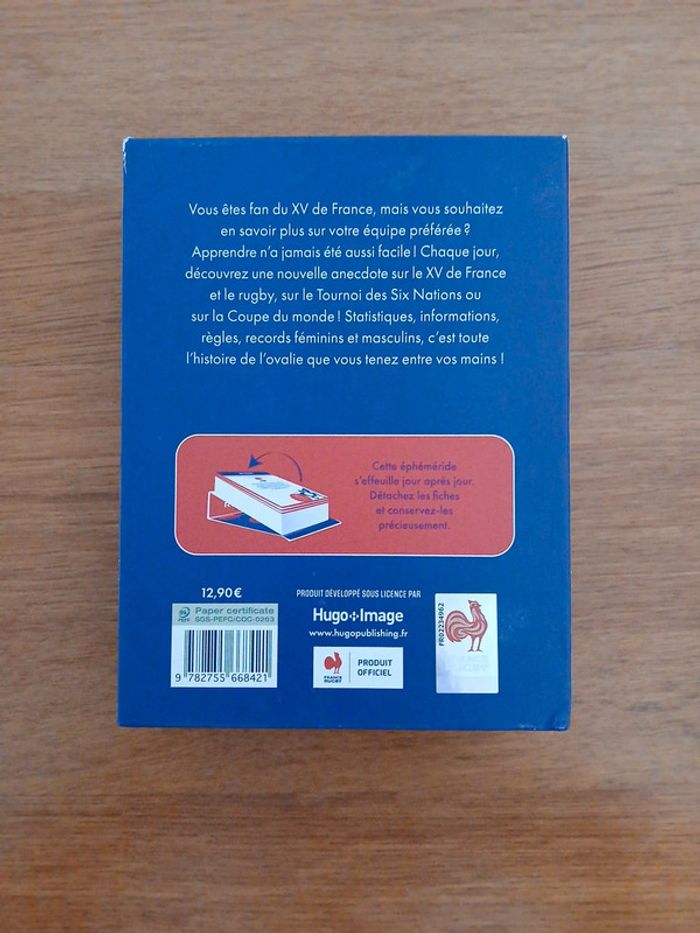 Vous êtes fan du XV de France, mais vous souhaitez
en savoir plus sur votre équipe préférée ?
Apprendre n'a jamais été aussi facile ! Chaque jour,
découvrez une nouvelle anecdote sur le XV de France
et le rugby, sur le Tournoi des Six Nations ou
sur la Coupe du monde ! Statistiques, informations,
règles, records féminins et masculins, c'est toute
l'histoire de l'ovalie que vous tenez entre vos mains !
Cette éphéméride
s'effeuille jour après jour.
Détachez les fiches
et conservez-les
précieusement.
12,90 €
Paper certificate
SGS-PEFC/COC-0263
9 782755 668421
PRODUIT DÉVELOPPÉ SOUS LICENCE PAR
Hugo+Image
www.hugopublishing.fr
FRANCE
RUGBY
PRODUIT
OFFICIEL
FR02234962
FRANCE
RUGBY